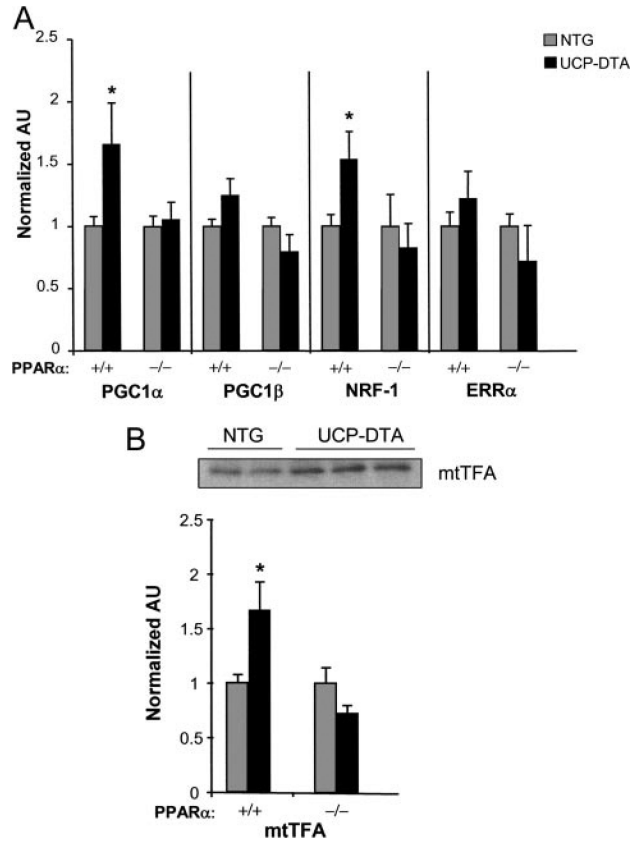 A
2.5
2
1.5
1
0.5
0
Normalized AU
NTG
UCP-DTA
*
*
PPARα: +/+ −/− +/+ −/− +/+ −/− +/+ −/−
PGC1α PGC1β NRF-1 ERRα
B
NTG UCP-DTA
mtTFA
2.5
2
1.5
1
0.5
0
Normalized AU
*
PPARα: +/+ −/−
mtTFA